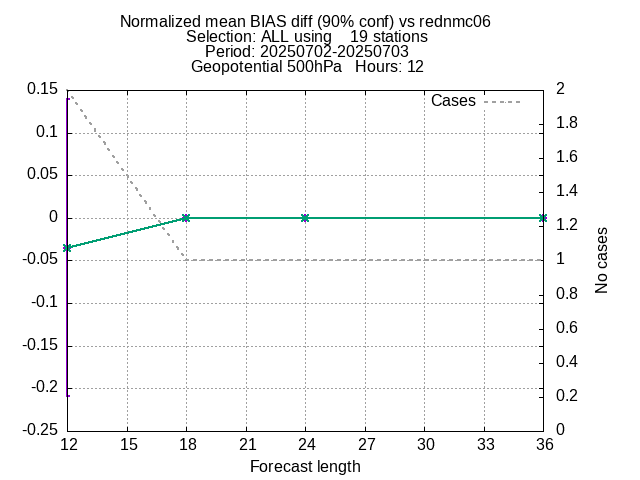 Normalized mean BIAS diff (90% conf) vs rednmc06
Selection: ALL using    19 stations
Period: 20250702-20250703
Geopotential 500hPa   Hours: 12
Cases
0.15
0.1
0.05
0
-0.05
-0.1
-0.15
-0.2
-0.25
2
1.8
1.6
1.4
1.2
1
0.8
0.6
0.4
0.2
0
No cases
12 15 18 21 24 27 30 33 36
Forecast length